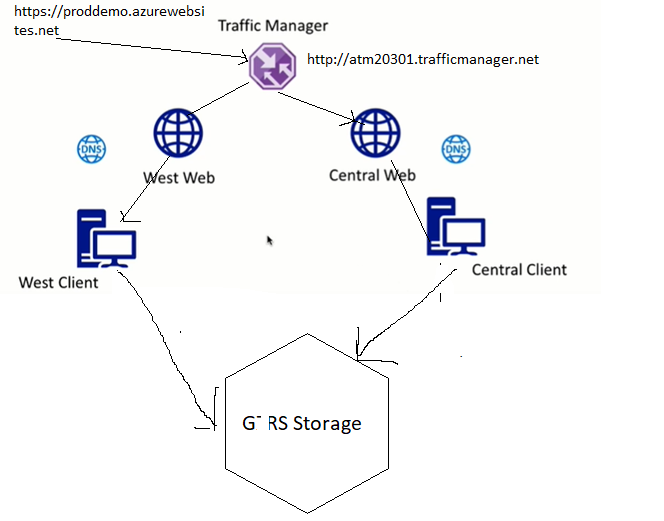 https://proddemo.azurewebsi
tes.net
Traffic Manager
http://atm20301.trafficmanager.net
DNS
DNS
West Web
Central Web
West Client
Central Client
RS Storage